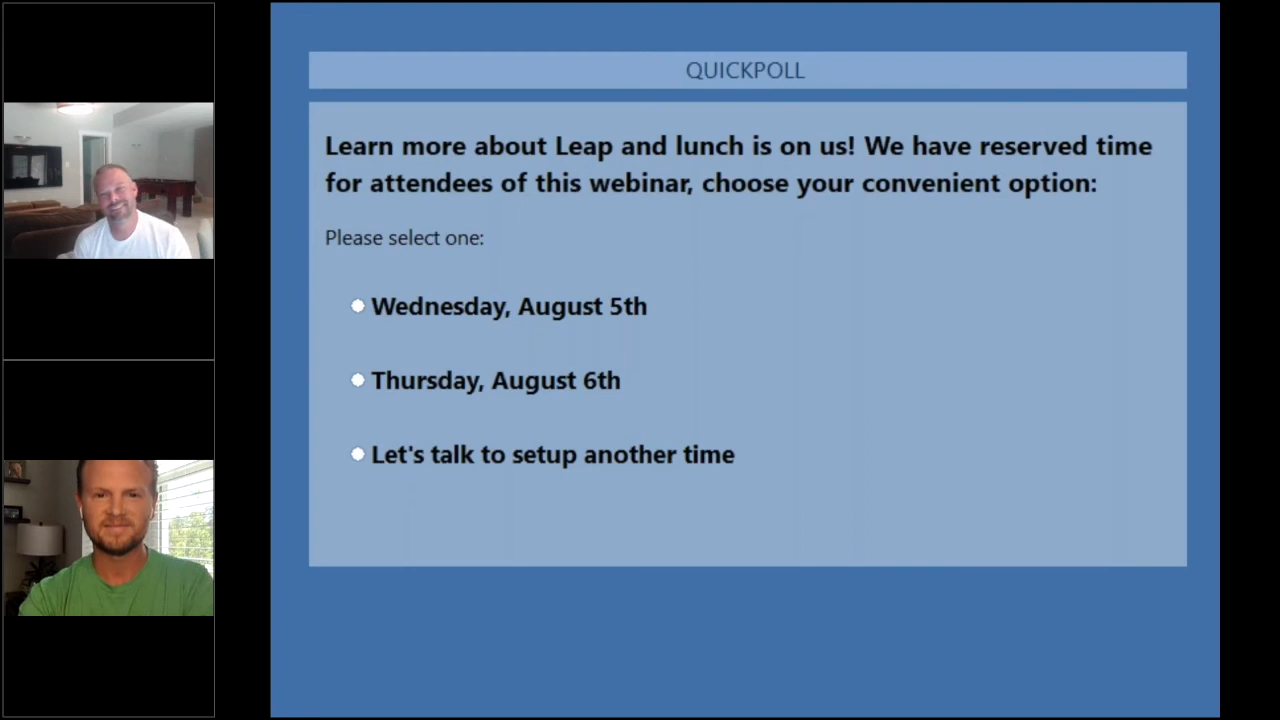 QUICKPOLL
Learn more about Leap and lunch is on us! We have reserved time
for attendees of this webinar, choose your convenient option:
Please select one:
Wednesday, August 5th
Thursday, August 6th
Let's talk to setup another time